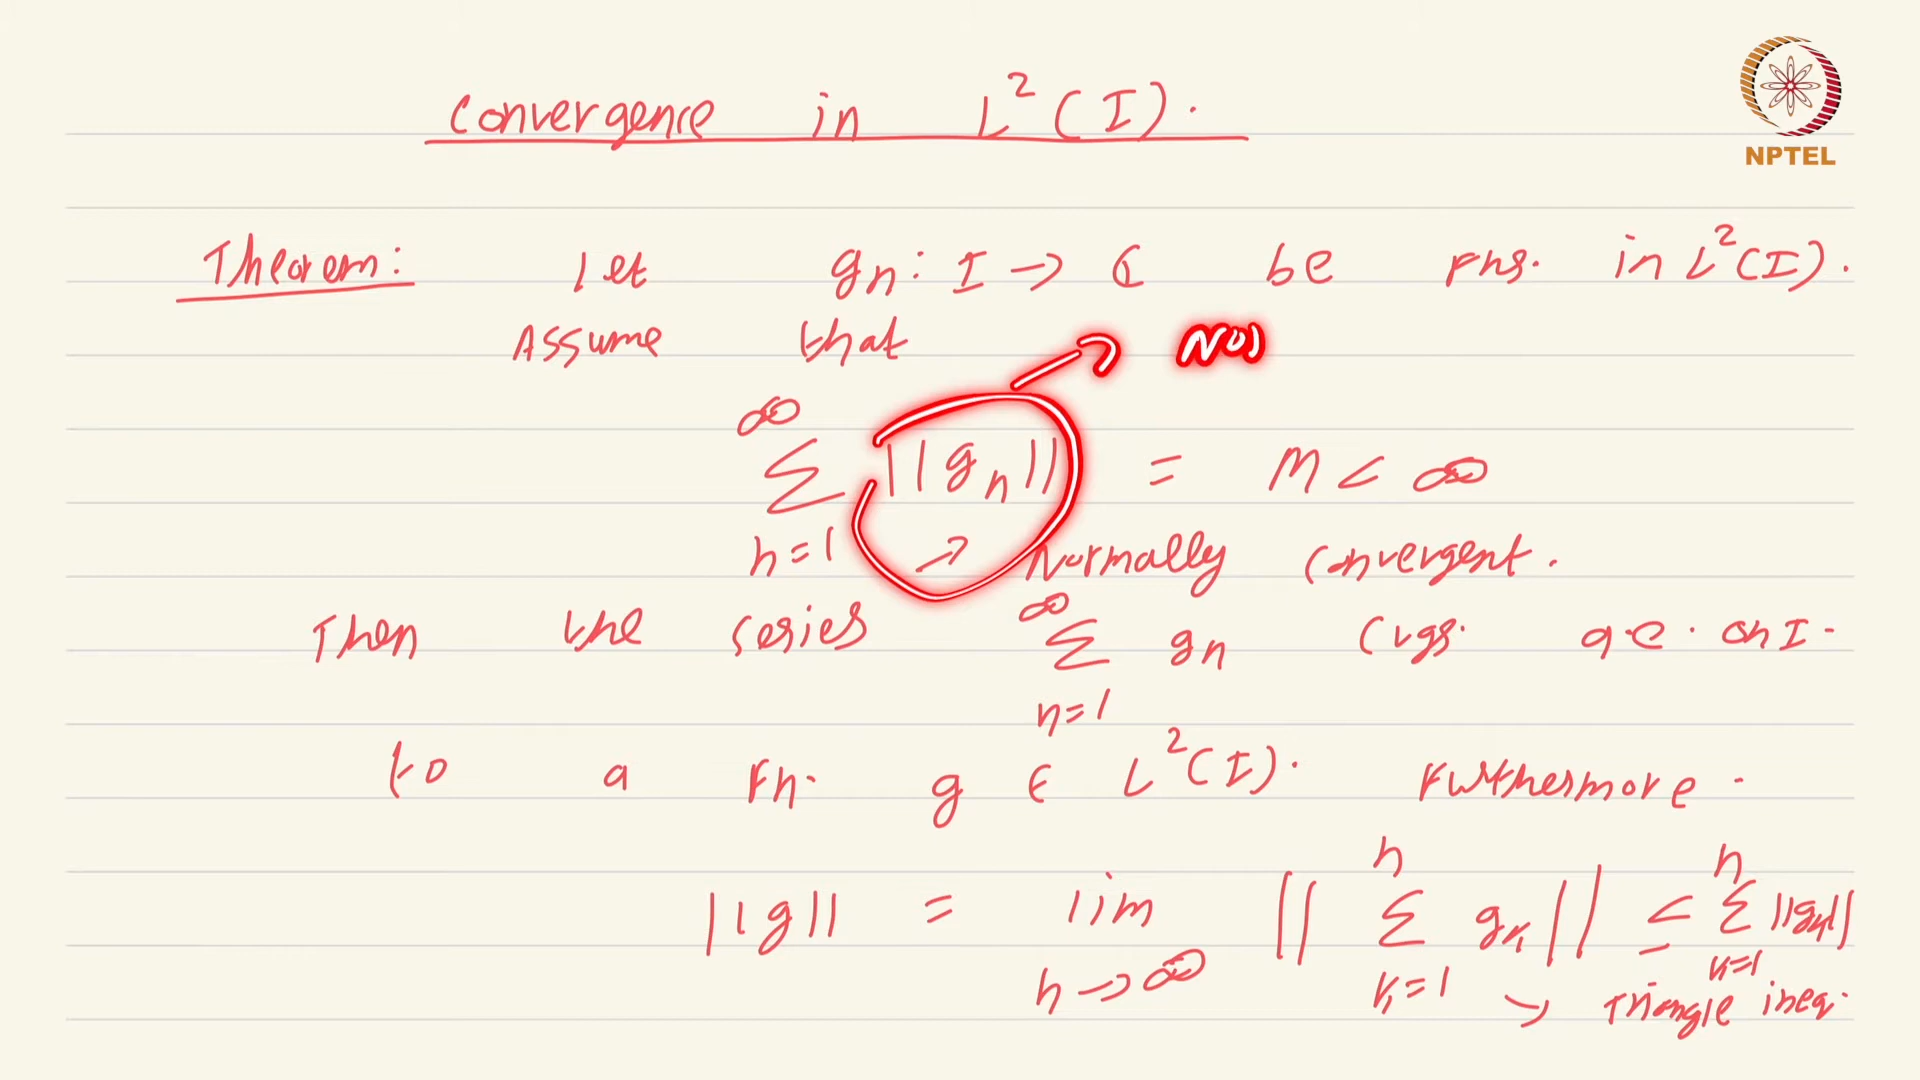 NPTEL
Convergence in L²(I).
Theorem: Let gₙ: I → ℂ be Fns. in L²(I).
Assume that
∞ ∑ n=1 ||gₙ|| = M < ∞
→ Normally convergent.
Then the series ∞ ∑ n=1 gₙ cvgs. a.e. on I.
to a Fn. g ∈ L²(I). Furthermore.
||g|| = lim n→∞ || n ∑ k=1 gₖ || ≤ n ∑ k=1 ||gₖ||
→ Triangle ineq.